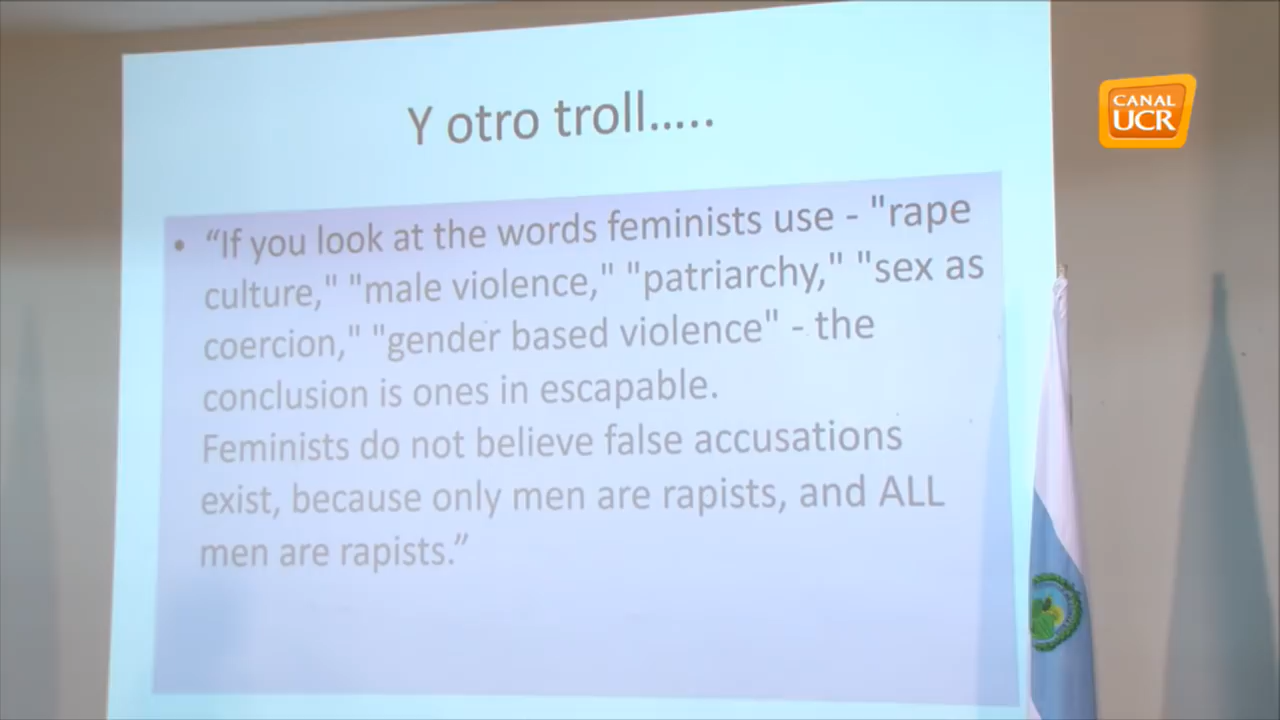 Y otro troll.....
CANAL
UCR
• “If you look at the words feminists use - "rape
culture," "male violence," "patriarchy," "sex as
coercion," "gender based violence" - the
conclusion is ones in escapable.
Feminists do not believe false accusations
exist, because only men are rapists, and ALL
men are rapists.”